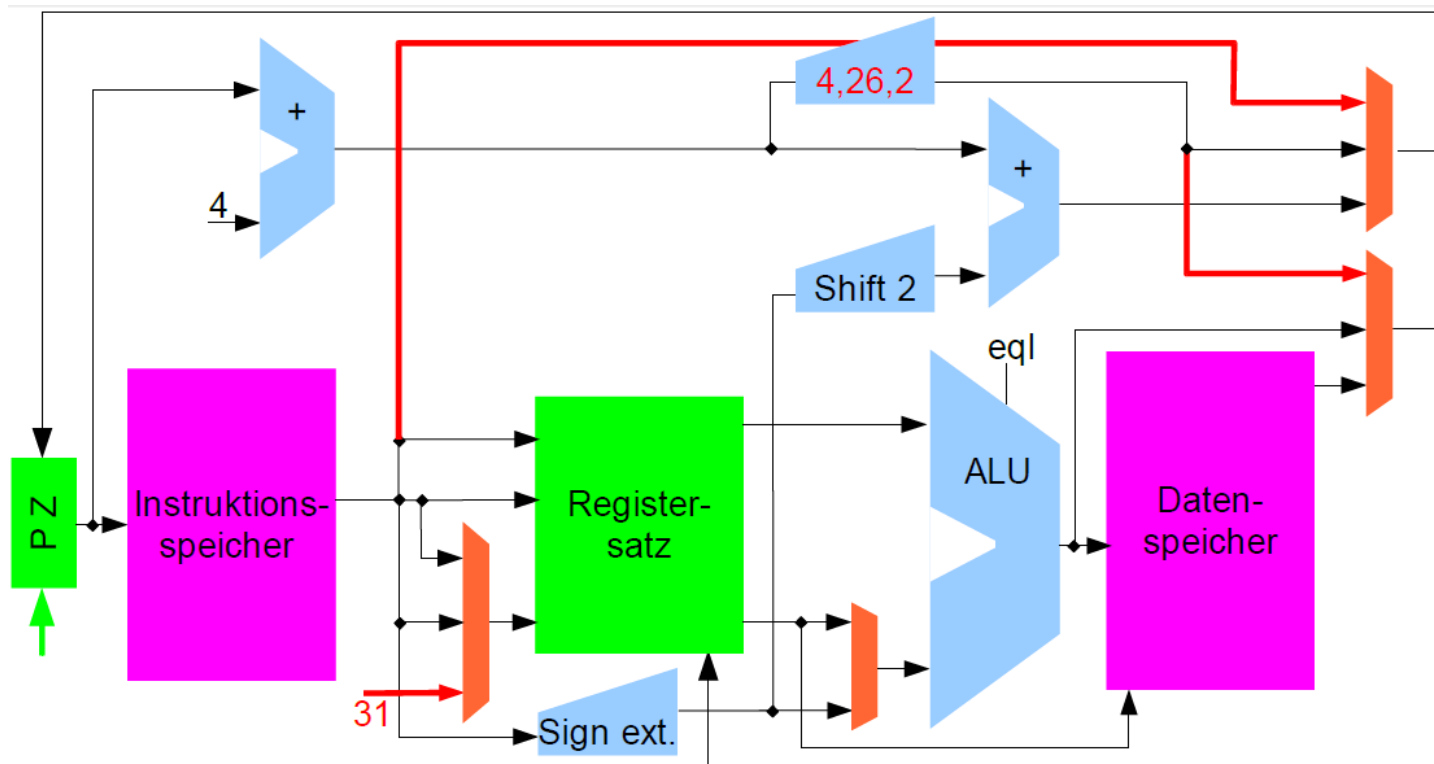 4,26,2
+
+
4
Shift 2
eql
P Z
Instruktions-
speicher
Register-
satz
ALU
Daten-
speicher
31
Sign ext.